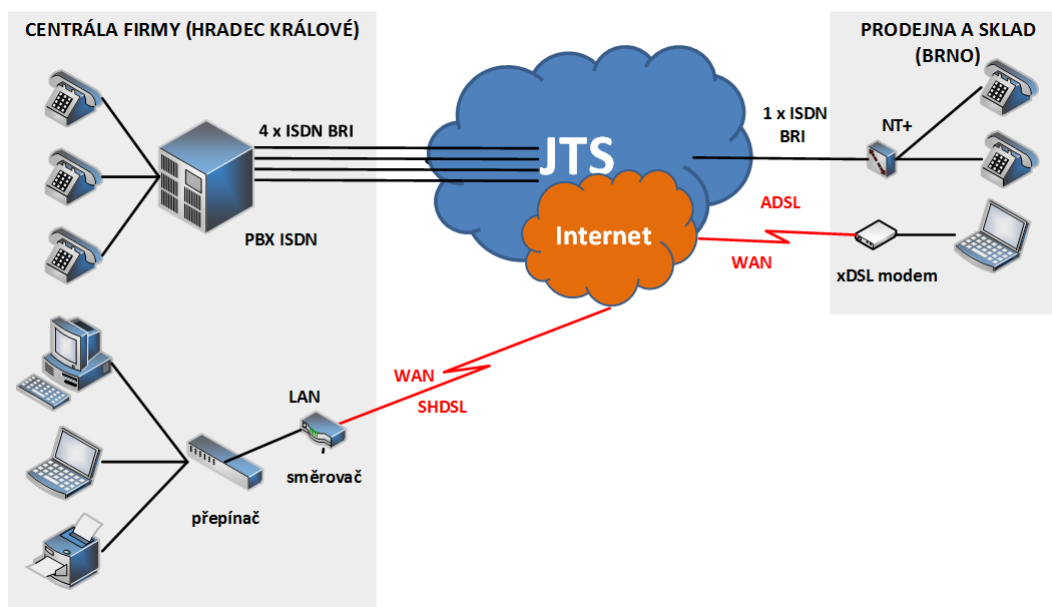 CENTRÁLA FIRMY (HRADEC KRÁLOVÉ)
4 x ISDN BRI
PBX ISDN
LAN
směrovač
přepínač
JTS
Internet
WAN
SHDSL
1 x ISDN
BRI
ADSL
WAN
PRODEJNA A SKLAD
(BRNO)
NT+
xDSL modem